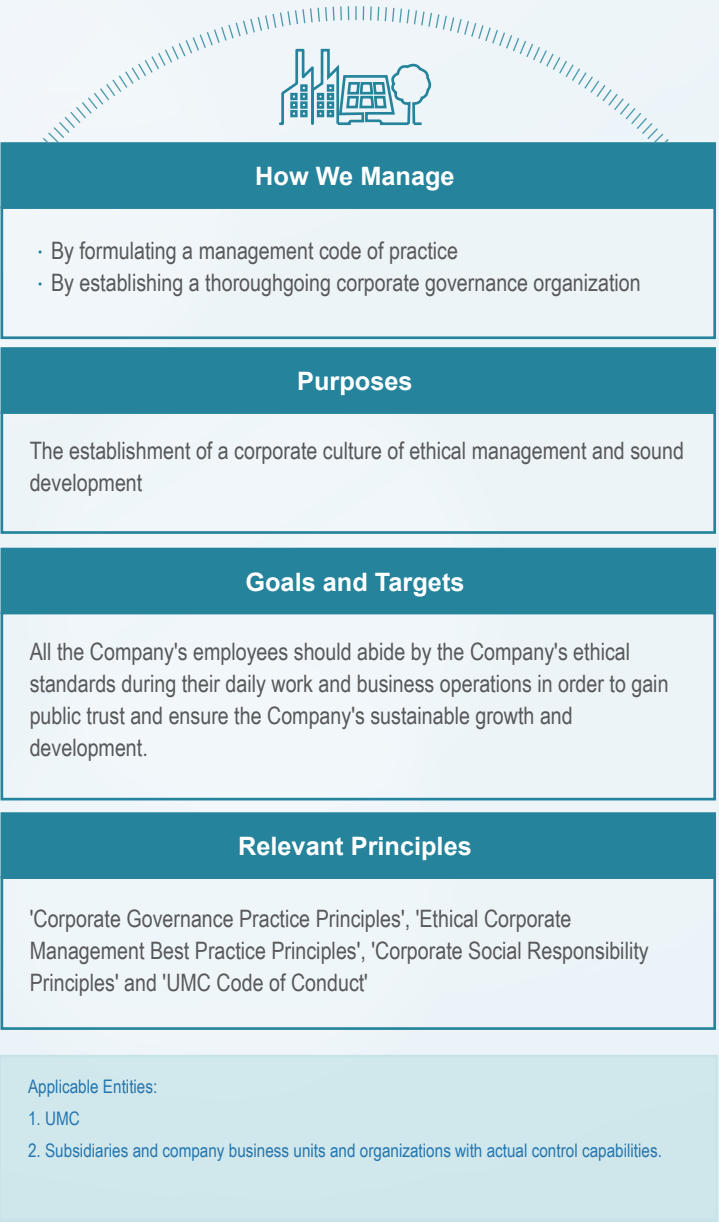 How We Manage
· By formulating a management code of practice
· By establishing a thoroughgoing corporate governance organization
Purposes
The establishment of a corporate culture of ethical management and sound
development
Goals and Targets
All the Company's employees should abide by the Company's ethical
standards during their daily work and business operations in order to gain
public trust and ensure the Company's sustainable growth and
development.
Relevant Principles
'Corporate Governance Practice Principles', 'Ethical Corporate
Management Best Practice Principles', 'Corporate Social Responsibility
Principles' and 'UMC Code of Conduct'
Applicable Entities:
1. UMC
2. Subsidiaries and company business units and organizations with actual control capabilities.